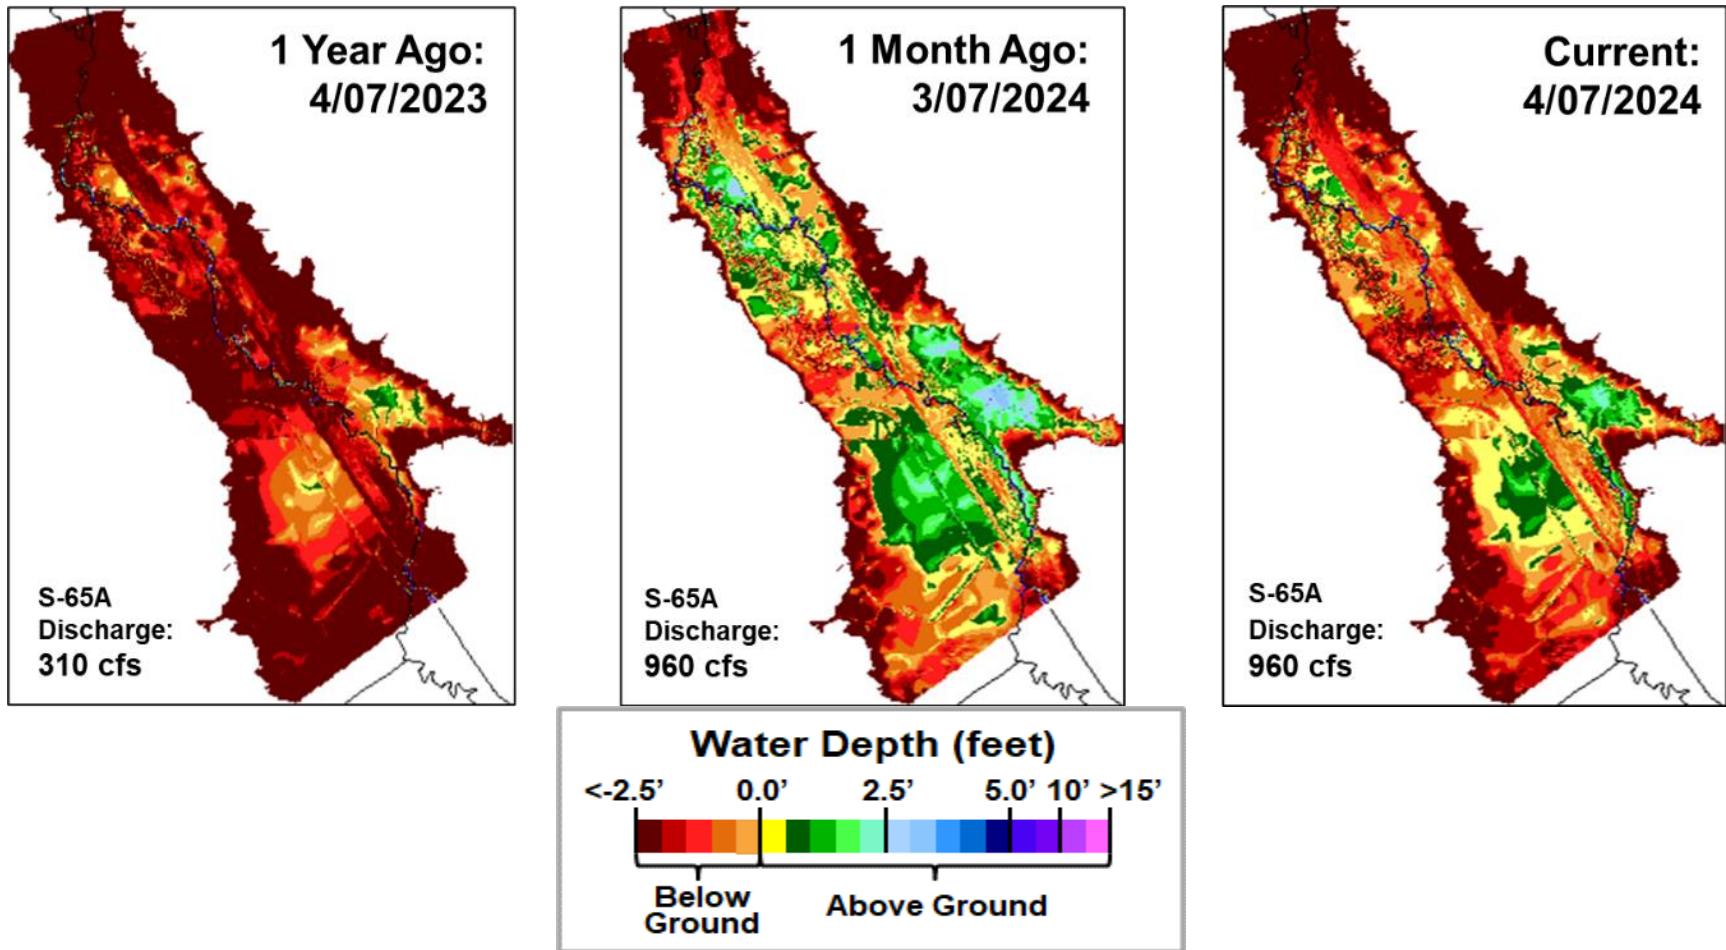 1 Year Ago:
4/07/2023
S-65A
Discharge:
310 cfs
1 Month Ago:
3/07/2024
S-65A
Discharge:
960 cfs
Current:
4/07/2024
S-65A
Discharge:
960 cfs
Water Depth (feet)
<-2.5’ 0.0’ 2.5’ 5.0’ 10’ >15’
Below
Ground
Above Ground